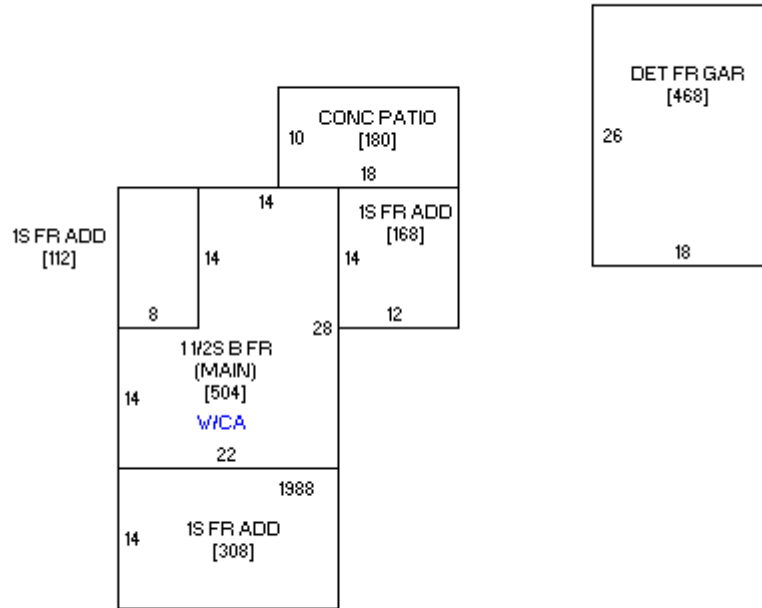 DET FR GAR
[468]
26
18
CONC PATIO
[180]
10
18
14
1S FR ADD
[168]
14
12
1S FR ADD
[112]
14
8
28
11/2S B FR
(MAIN)
[504]
14
W/CA
22
1988
1S FR ADD
[308]
14